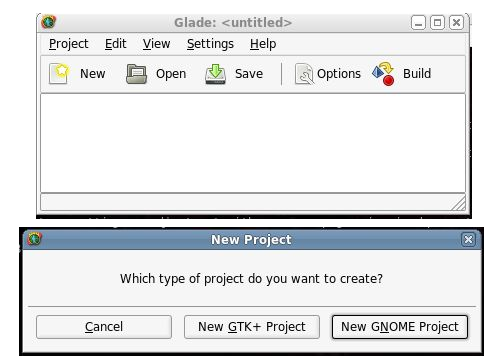 Glade: <untitled>
Project Edit View Settings Help
New Open Save Options Build
New Project
Which type of project do you want to create?
Cancel New GTK+ Project New GNOME Project